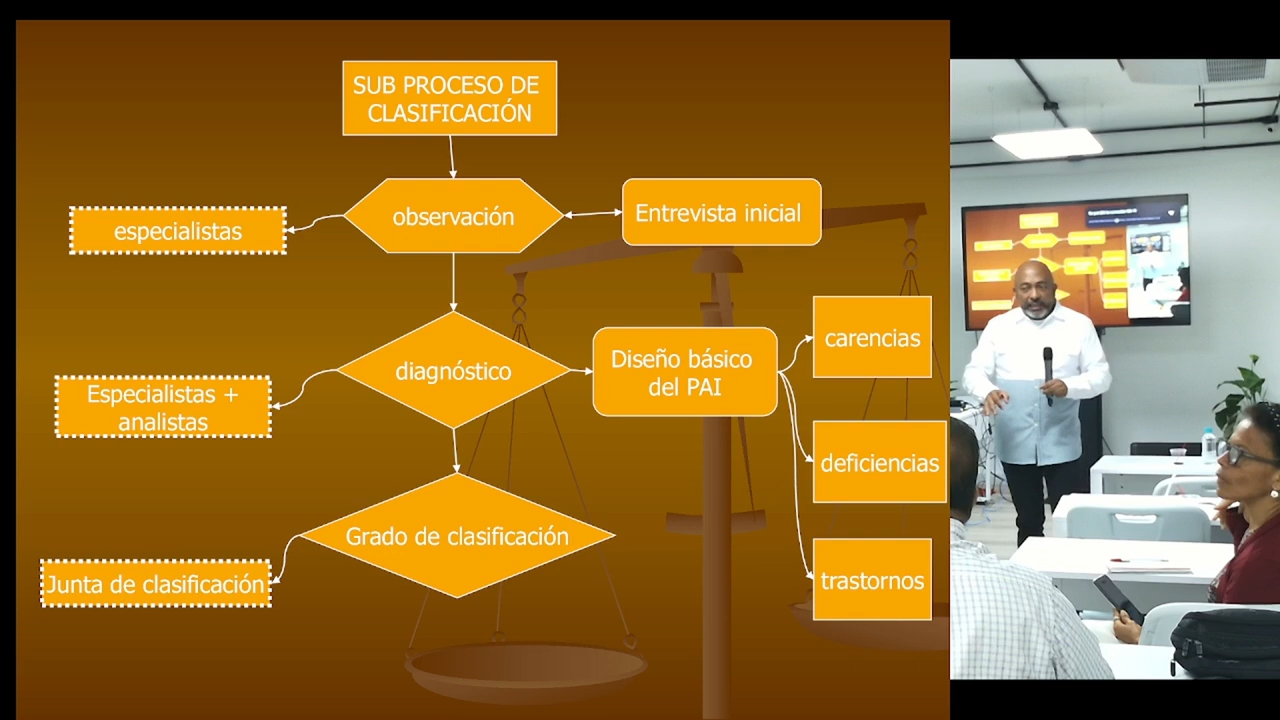 SUB PROCESO DE
CLASIFICACIÓN
especialistas
observación
Entrevista inicial
Especialistas +
analistas
diagnóstico
Diseño básico
del PAI
carencias
deficiencias
trastornos
Junta de clasificación
Grado de clasificación